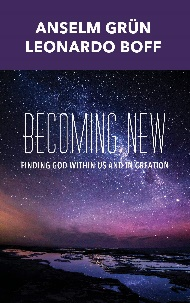 ANSELM GRÜN
LEONARDO BOFF
BECOMING NEW
FINDING GOD WITHIN US AND IN CREATION